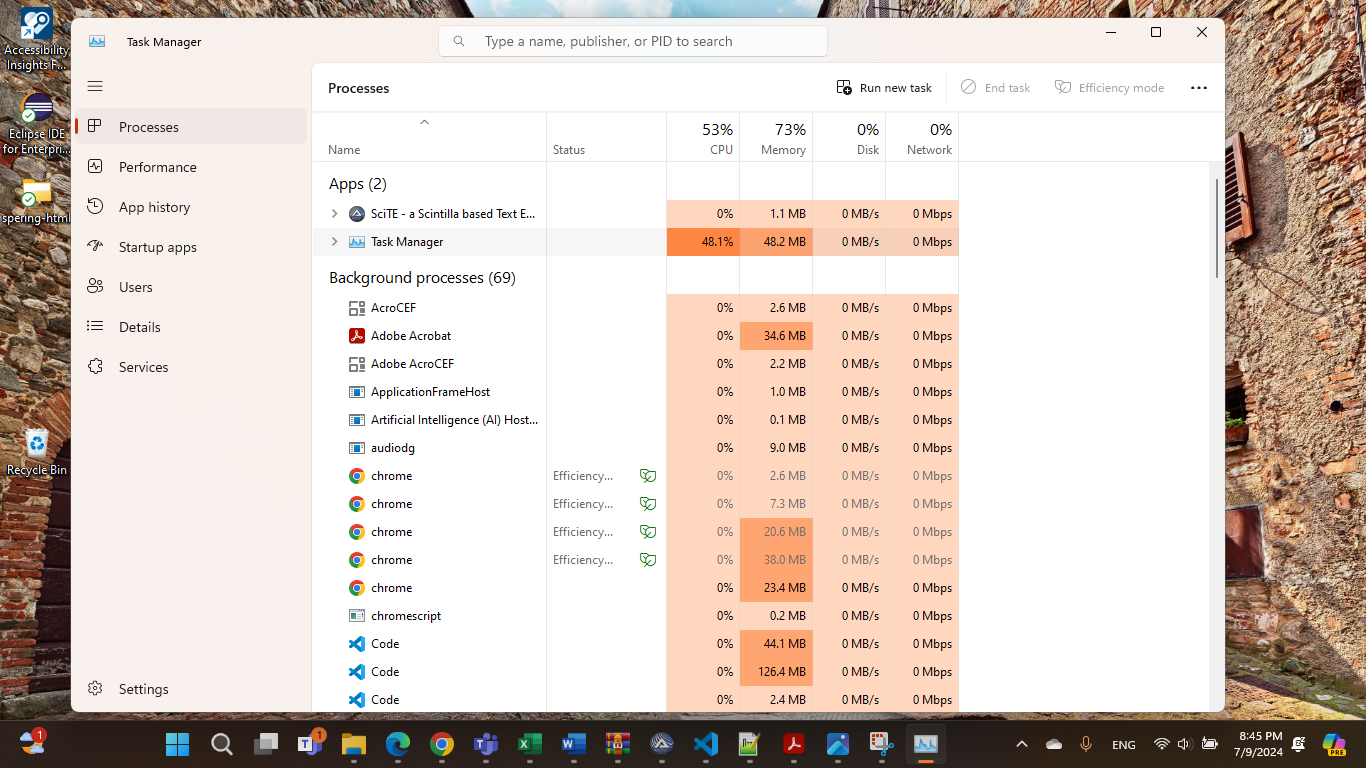 Accessibility
Insights F...
Eclipse IDE
for Enterpri...
spering-html
Recycle Bin
Task Manager
Type a name, publisher, or PID to search
Processes
Performance
App history
Startup apps
Users
Details
Services
Settings
Processes
Run new task
End task
Efficiency mode
53% 73% 0% 0%
Name Status CPU Memory Disk Network
Apps (2)
SciTE - a Scintilla based Text E... 0% 1.1 MB 0 MB/s 0 Mbps
Task Manager 48.1% 48.2 MB 0 MB/s 0 Mbps
Background processes (69)
AcroCEF 0% 2.6 MB 0 MB/s 0 Mbps
Adobe Acrobat 0% 34.6 MB 0 MB/s 0 Mbps
Adobe AcroCEF 0% 2.2 MB 0 MB/s 0 Mbps
ApplicationFrameHost 0% 1.0 MB 0 MB/s 0 Mbps
Artificial Intelligence (AI) Host... 0% 0.1 MB 0 MB/s 0 Mbps
audiodg 0% 9.0 MB 0 MB/s 0 Mbps
chrome Efficiency... 0% 2.6 MB 0 MB/s 0 Mbps
chrome Efficiency... 0% 7.3 MB 0 MB/s 0 Mbps
chrome Efficiency... 0% 20.6 MB 0 MB/s 0 Mbps
chrome Efficiency... 0% 38.0 MB 0 MB/s 0 Mbps
chrome 0% 23.4 MB 0 MB/s 0 Mbps
chromescript 0% 0.2 MB 0 MB/s 0 Mbps
Code 0% 44.1 MB 0 MB/s 0 Mbps
Code 0% 126.4 MB 0 MB/s 0 Mbps
Code 0% 2.4 MB 0 MB/s 0 Mbps
1
1
ENG
8:45 PM
7/9/2024
PRE